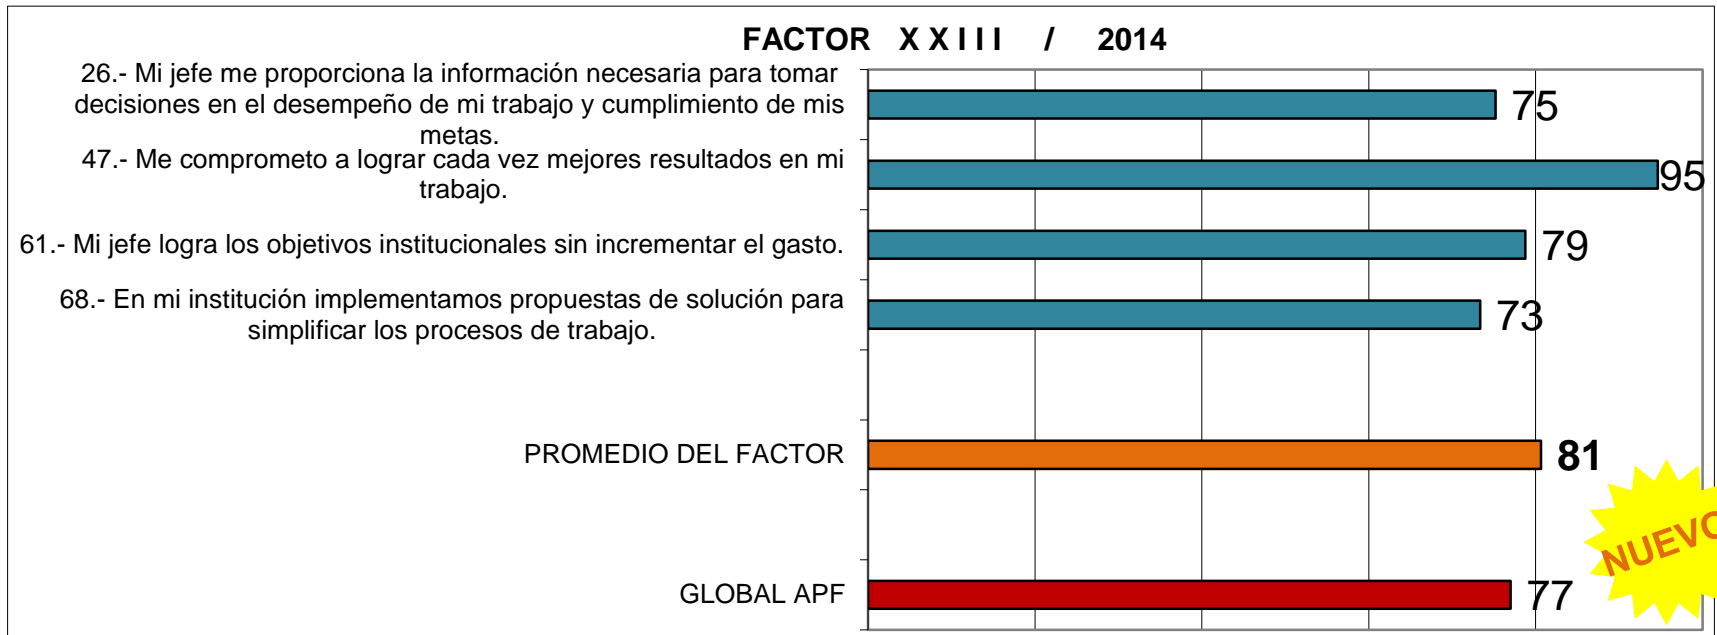 FACTOR X X I I I / 2014
26.- Mi jefe me proporciona la información necesaria para tomar
decisiones en el desempeño de mi trabajo y cumplimiento de mis
metas.
75
47.- Me comprometo a lograr cada vez mejores resultados en mi
trabajo.
95
61.- Mi jefe logra los objetivos institucionales sin incrementar el gasto.
79
68.- En mi institución implementamos propuestas de solución para
simplificar los procesos de trabajo.
73
PROMEDIO DEL FACTOR
81
NUEVO
GLOBAL APF
77